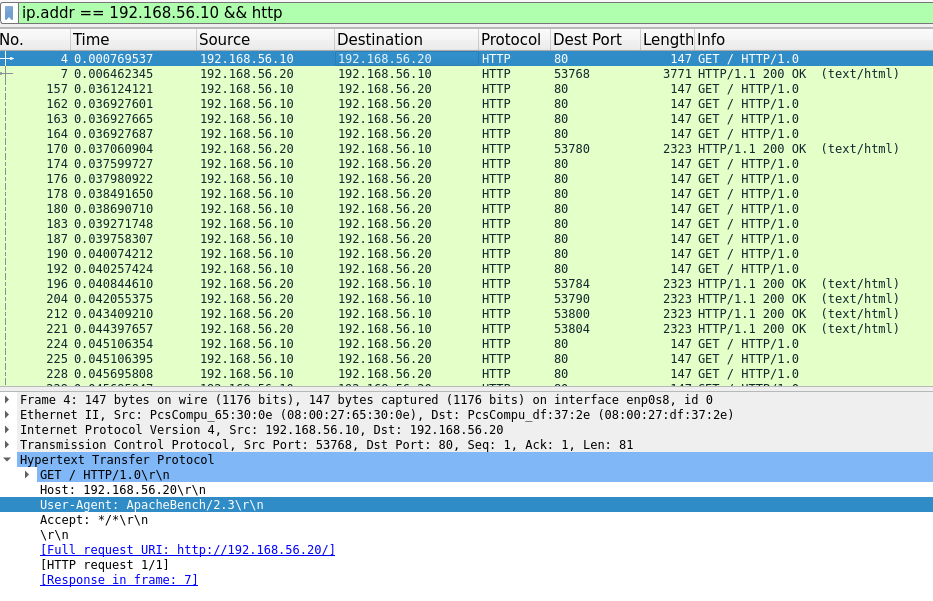 ip.addr == 192.168.56.10 && http
No. Time Source Destination Protocol Dest Port Length Info
4 0.000769537 192.168.56.10 192.168.56.20 HTTP 80 147 GET / HTTP/1.0
7 0.006462345 192.168.56.20 192.168.56.10 HTTP 53768 3771 HTTP/1.1 200 OK (text/html)
157 0.036124121 192.168.56.10 192.168.56.20 HTTP 80 147 GET / HTTP/1.0
162 0.036927601 192.168.56.10 192.168.56.20 HTTP 80 147 GET / HTTP/1.0
163 0.036927665 192.168.56.10 192.168.56.20 HTTP 80 147 GET / HTTP/1.0
164 0.036927687 192.168.56.10 192.168.56.20 HTTP 80 147 GET / HTTP/1.0
170 0.037060904 192.168.56.20 192.168.56.10 HTTP 53780 2323 HTTP/1.1 200 OK (text/html)
174 0.037599727 192.168.56.10 192.168.56.20 HTTP 80 147 GET / HTTP/1.0
176 0.037980922 192.168.56.10 192.168.56.20 HTTP 80 147 GET / HTTP/1.0
178 0.038491650 192.168.56.10 192.168.56.20 HTTP 80 147 GET / HTTP/1.0
180 0.038690710 192.168.56.10 192.168.56.20 HTTP 80 147 GET / HTTP/1.0
183 0.039271748 192.168.56.10 192.168.56.20 HTTP 80 147 GET / HTTP/1.0
187 0.039758307 192.168.56.10 192.168.56.20 HTTP 80 147 GET / HTTP/1.0
190 0.040074212 192.168.56.10 192.168.56.20 HTTP 80 147 GET / HTTP/1.0
192 0.040257424 192.168.56.10 192.168.56.20 HTTP 80 147 GET / HTTP/1.0
196 0.040844610 192.168.56.20 192.168.56.10 HTTP 53784 2323 HTTP/1.1 200 OK (text/html)
204 0.042055375 192.168.56.20 192.168.56.10 HTTP 53790 2323 HTTP/1.1 200 OK (text/html)
212 0.043409210 192.168.56.20 192.168.56.10 HTTP 53800 2323 HTTP/1.1 200 OK (text/html)
221 0.044397657 192.168.56.20 192.168.56.10 HTTP 53804 2323 HTTP/1.1 200 OK (text/html)
224 0.045106354 192.168.56.10 192.168.56.20 HTTP 80 147 GET / HTTP/1.0
225 0.045106395 192.168.56.10 192.168.56.20 HTTP 80 147 GET / HTTP/1.0
228 0.045695808 192.168.56.10 192.168.56.20 HTTP 80 147 GET / HTTP/1.0
Frame 4: 147 bytes on wire (1176 bits), 147 bytes captured (1176 bits) on interface enp0s8, id 0
Ethernet II, Src: PcsCompu_65:30:0e (08:00:27:65:30:0e), Dst: PcsCompu_df:37:2e (08:00:27:df:37:2e)
Internet Protocol Version 4, Src: 192.168.56.10, Dst: 192.168.56.20
Transmission Control Protocol, Src Port: 53768, Dst Port: 80, Seq: 1, Ack: 1, Len: 81
Hypertext Transfer Protocol
GET / HTTP/1.0\r\n
Host: 192.168.56.20\r\n
User-Agent: ApacheBench/2.3\r\n
Accept: */*\r\n
\r\n
[Full request URI: http://192.168.56.20/]
[HTTP request 1/1]
[Response in frame: 7]